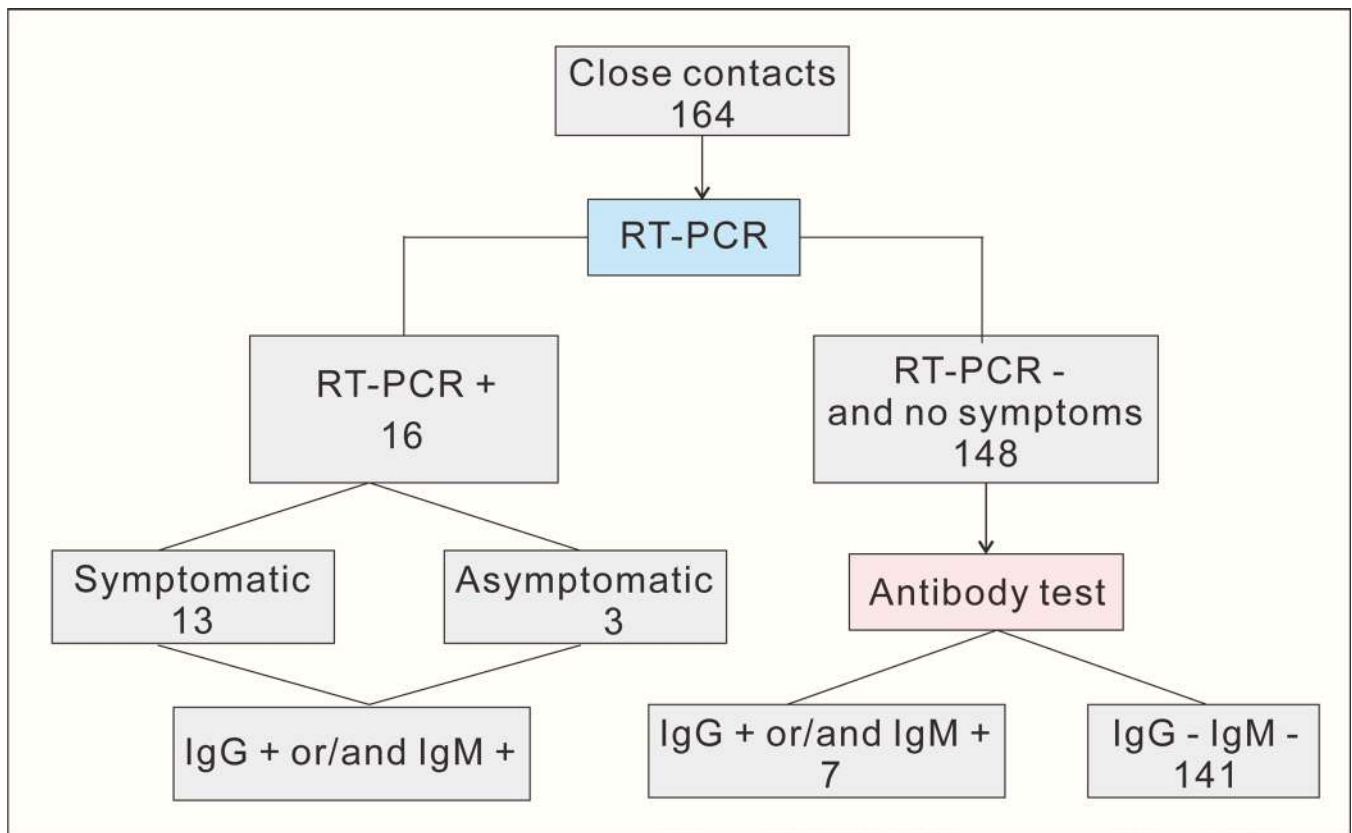 Close contacts
164
RT-PCR
RT-PCR +
16
RT-PCR -
and no symptoms
148
Symptomatic
13
Asymptomatic
3
Antibody test
IgG + or/and IgM +
IgG + or/and IgM +
7
IgG - IgM -
141